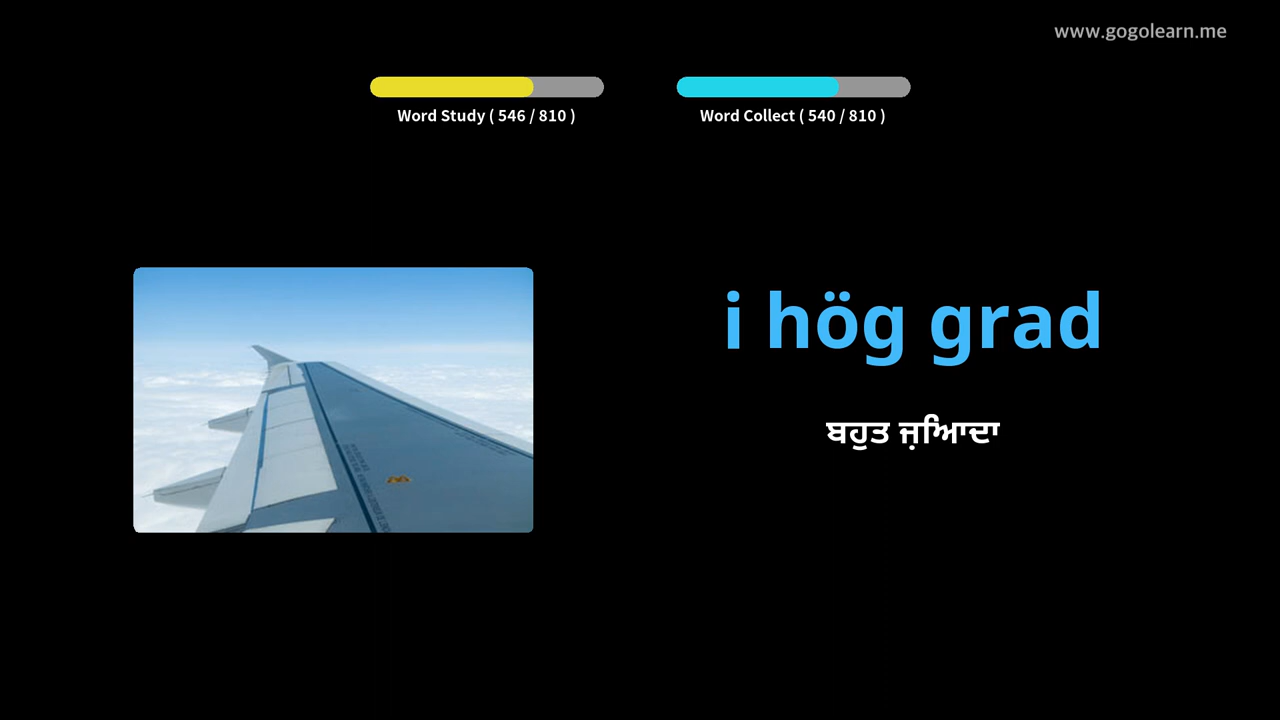 www.gogolearn.me
Word Study ( 546 / 810 )
Word Collect ( 540 / 810 )
i hög grad
ਬਹੁਤ ਜ਼ਿਆਦਾ